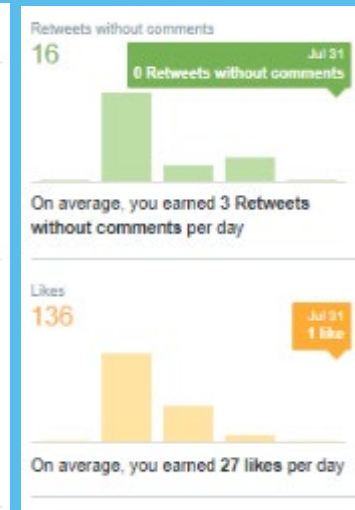 Retweets without comments
16
Jul 31
0 Retweets without comments
On average, you earned 3 Retweets
without comments per day
Likes
136
Jul 31
1 like
On average, you earned 27 likes per day